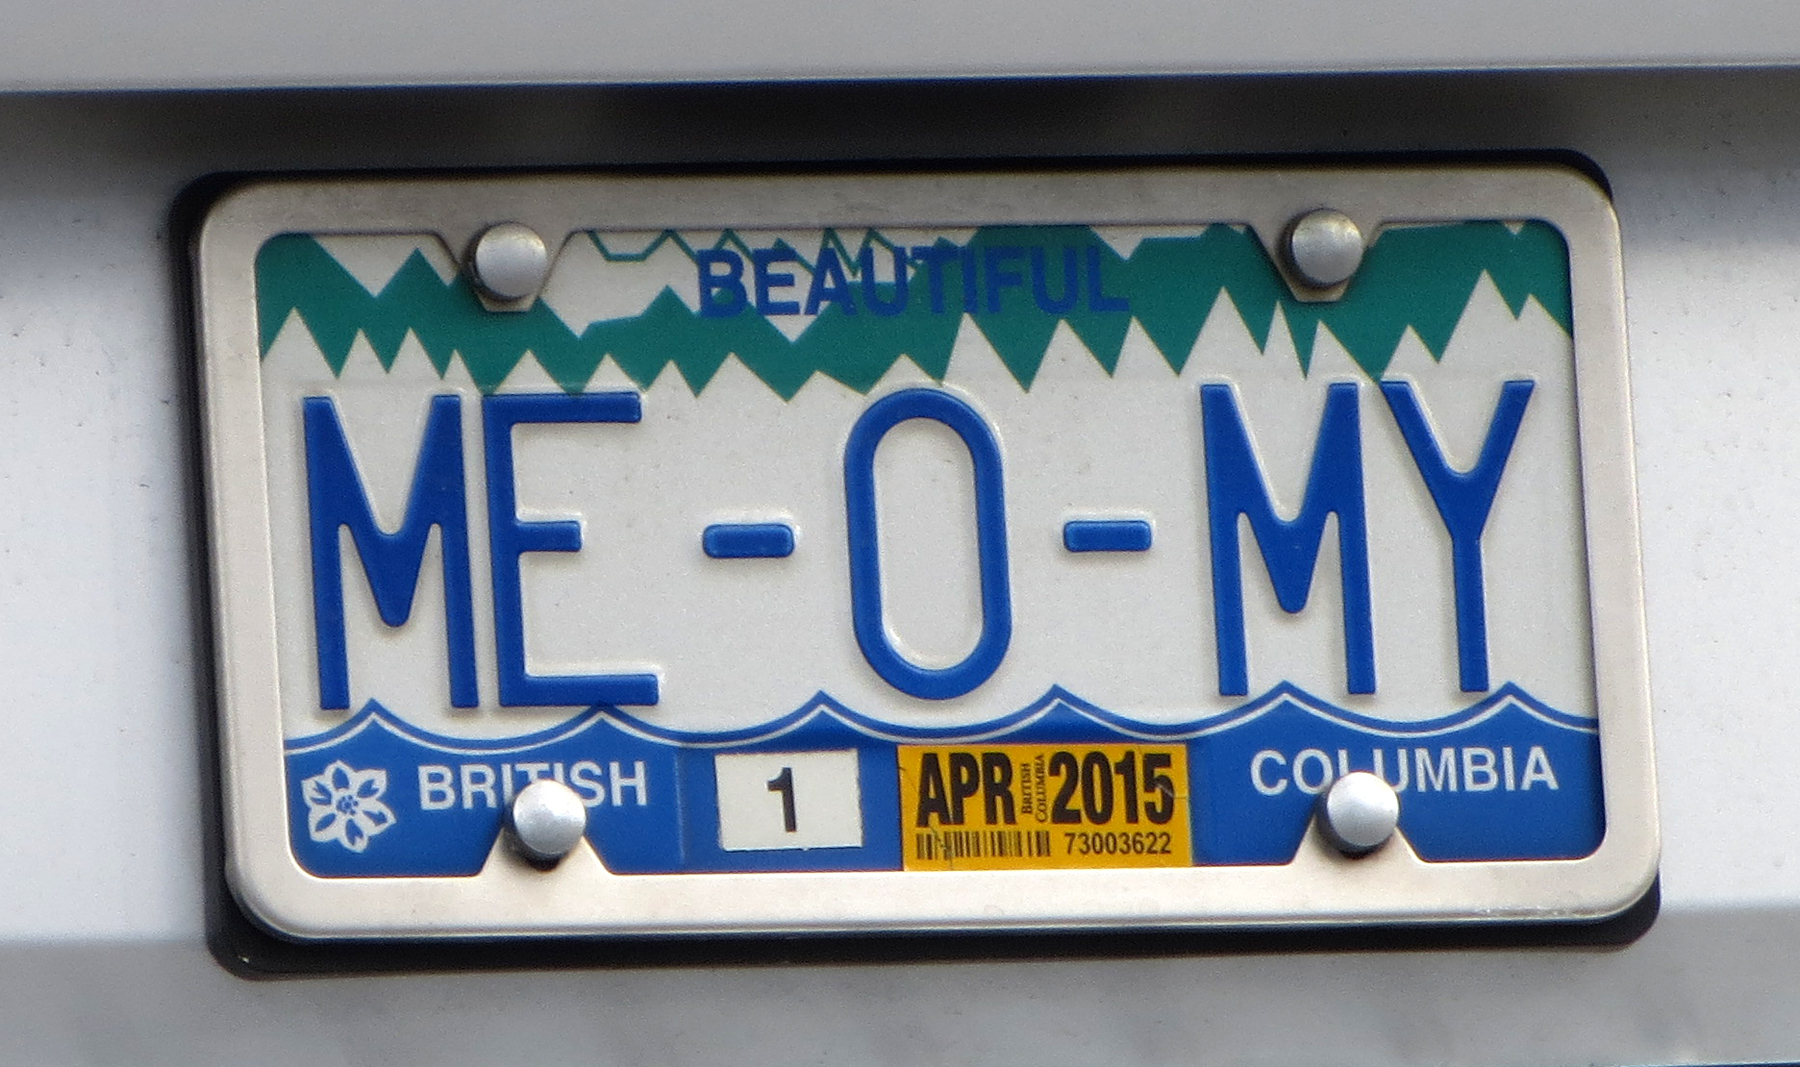 BEAUTIFUL
ME-O-MY
BRITISH 1 APR BRITISH COLUMBIA 2015 COLUMBIA
73003622